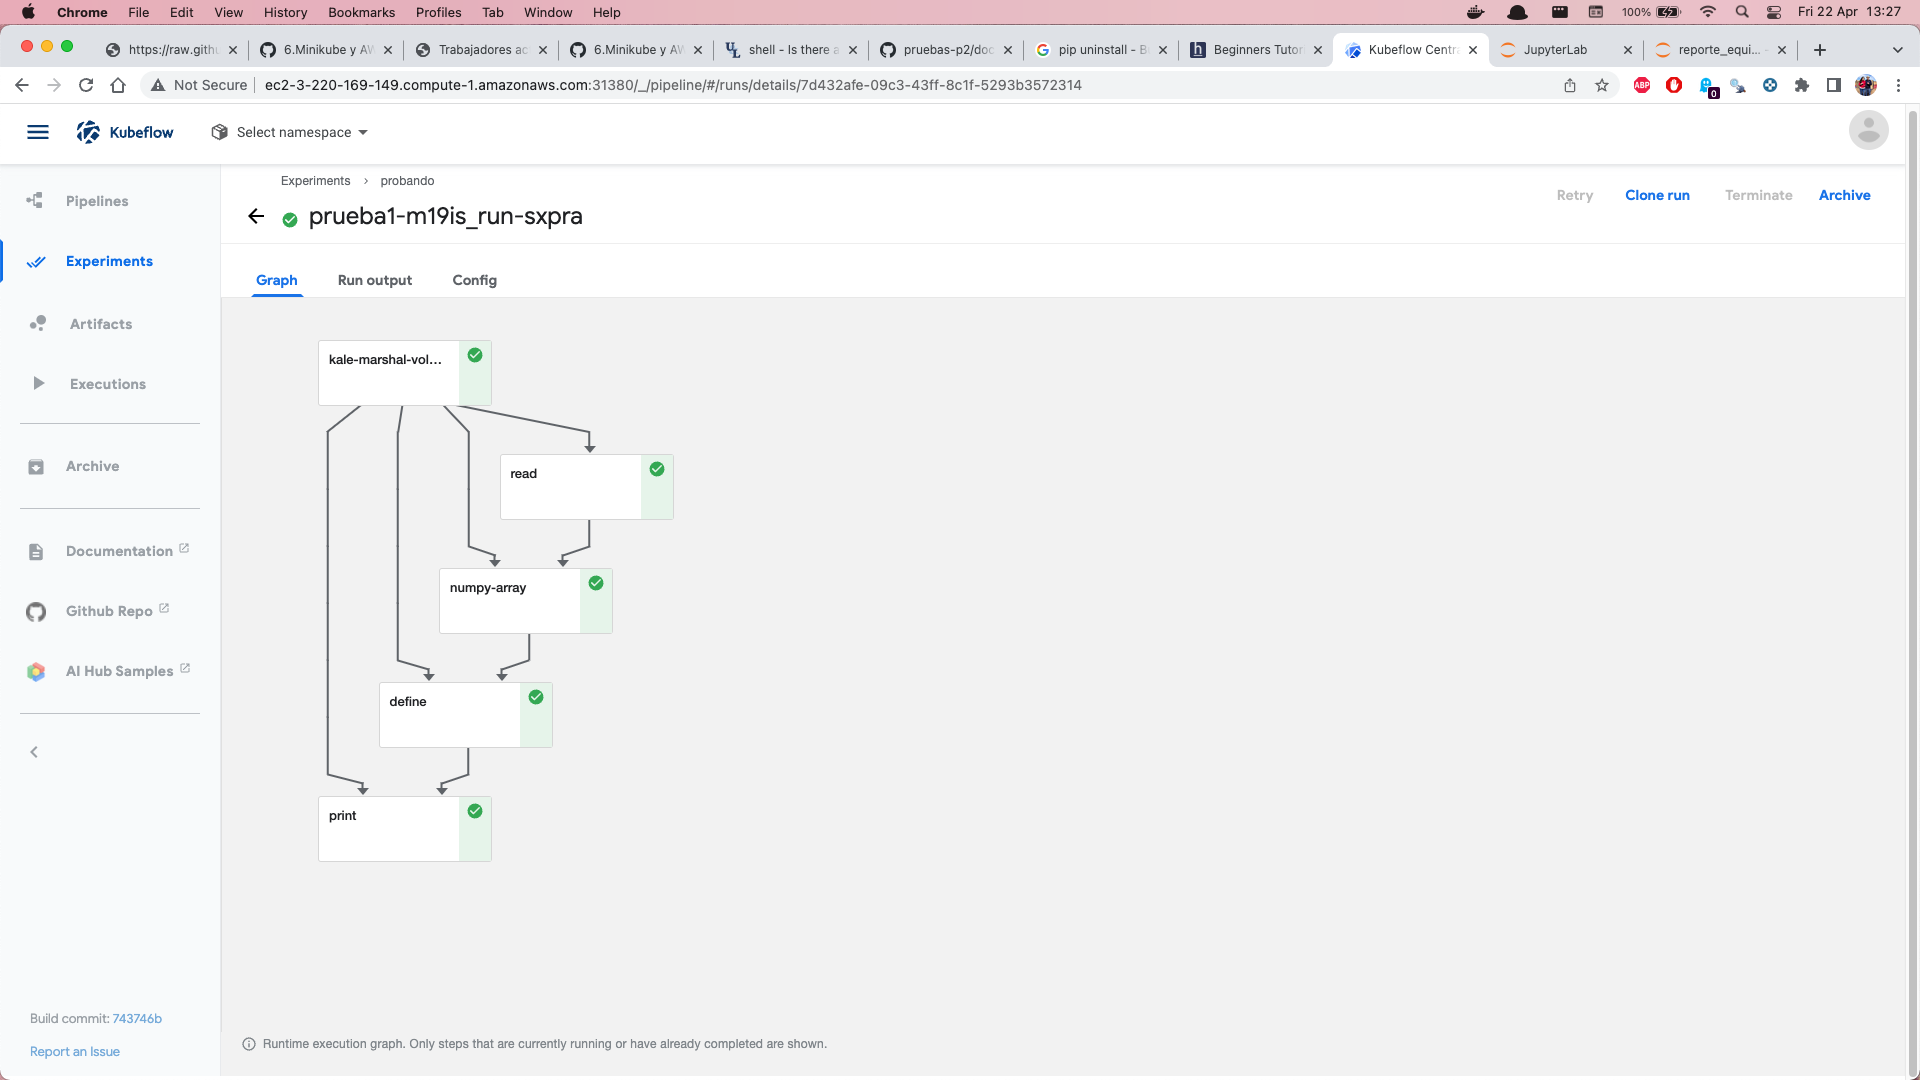 Chrome File Edit View History Bookmarks Profiles Tab Window Help 100% Fri 22 Apr 13:27
https://raw.gith 6.Minikube y AW Trabajadores ac 6.Minikube y AW shell - Is there a pruebas-p2/doc pip uninstall - B Beginners Tutor Kubeflow Centra JupyterLab reporte_equi... -
Not Secure ec2-3-220-169-149.compute-1.amazonaws.com:31380/_/pipeline/#/runs/details/7d432afe-09c3-43ff-8c1f-5293b3572314 ABP 0
Kubeflow Select namespace
Experiments > probando
Retry Clone run Terminate Archive
prueba1-m19is_run-sxpra
Graph Run output Config
Pipelines
Experiments
Artifacts
Executions
Archive
Documentation
Github Repo
AI Hub Samples
Build commit: 743746b
Report an Issue
kale-marshal-vol...
read
numpy-array
define
print
Runtime execution graph. Only steps that are currently running or have already completed are shown.